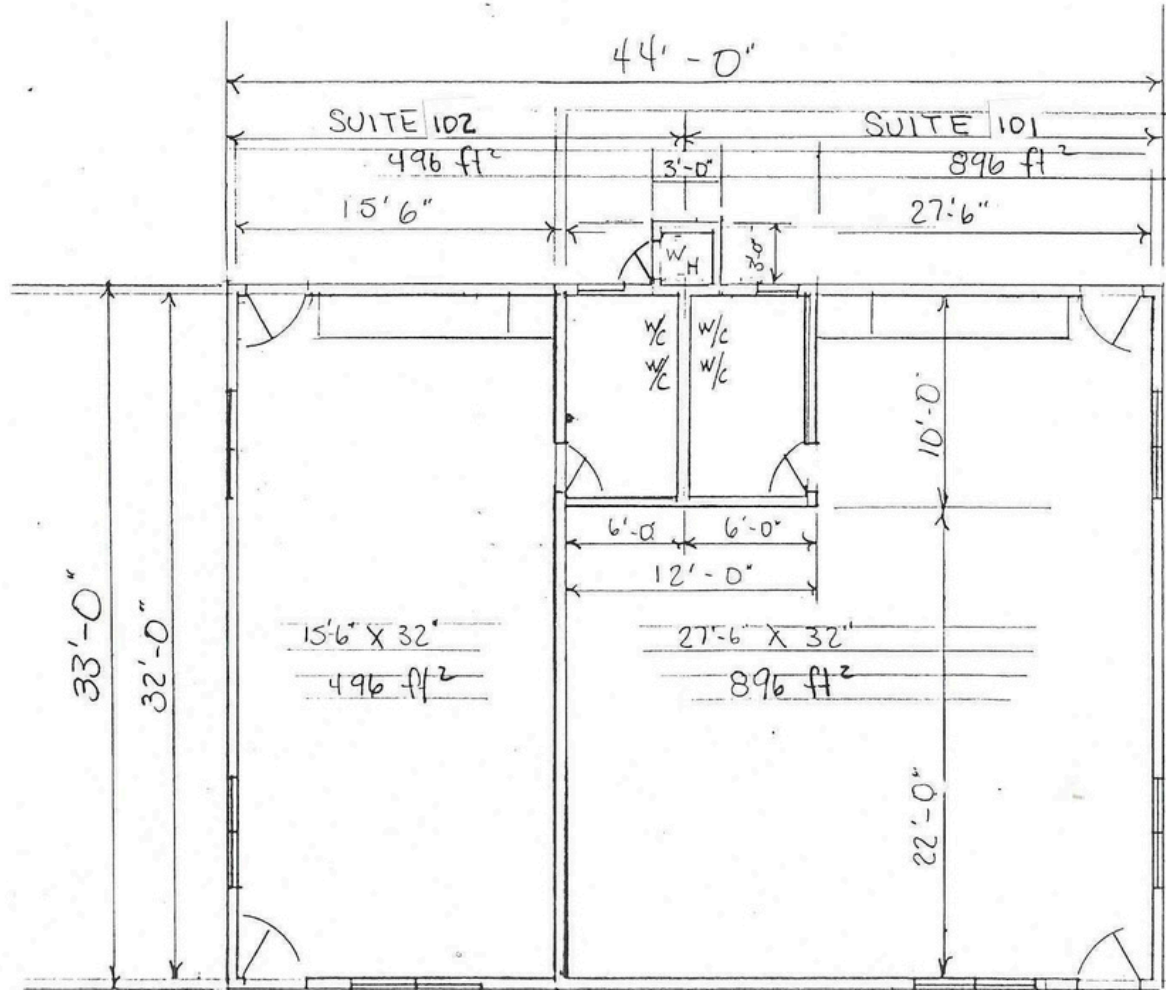 44'-0"
SUITE 102
SUITE 101
496 ft²
3'-0"
896 ft²
15'6"
27'6"
W
H
3'-0"
W/C
W/C
W/C
W/C
10'-0"
6'-0
6'-0"
12'-0"
33'-0"
32'-0"
15'-6" X 32"
27'-6" X 32"
496 ft²
896 ft²
22'-0"